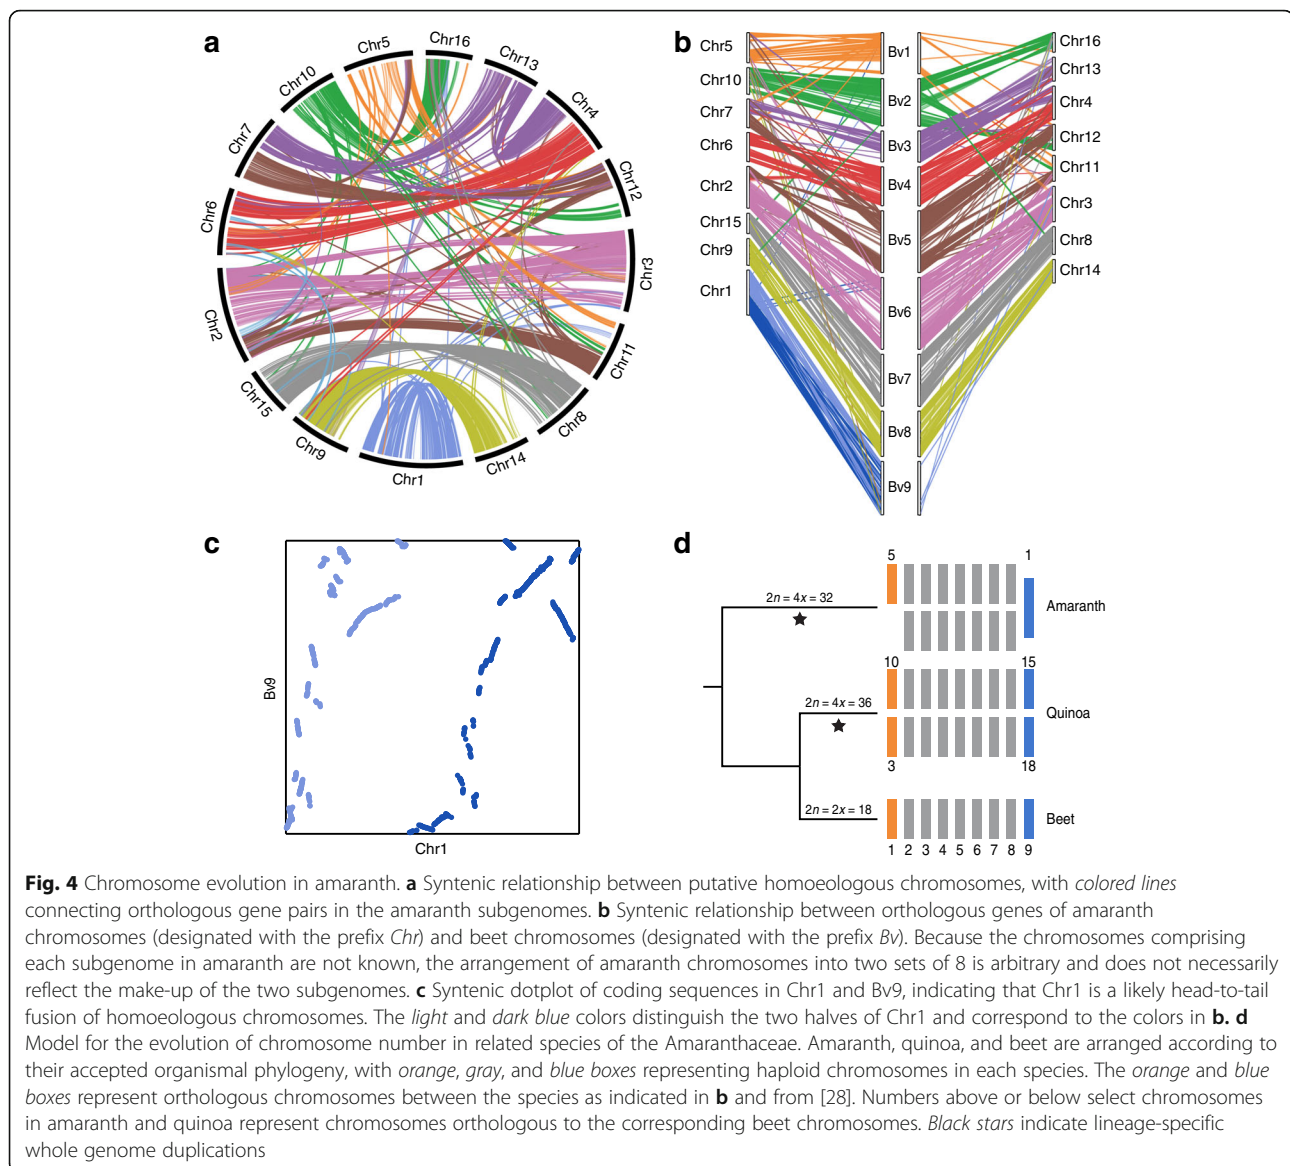 a
Chr5
Chr16
Chr10
Chr13
Chr7
Chr4
Chr6
Chr12
Chr2
Chr3
Chr15
Chr11
Chr9
Chr8
Chr1
Chr14
b
Chr5
Chr10
Chr7
Chr6
Chr2
Chr15
Chr9
Chr1
Bv1
Bv2
Bv3
Bv4
Bv5
Bv6
Bv7
Bv8
Bv9
Chr16
Chr13
Chr4
Chr12
Chr11
Chr3
Chr8
Chr14
c
Bv9
Chr1
d
5 1
2n = 4x = 32
Amaranth
10 15
2n = 4x = 36
Quinoa
3 18
2n = 2x = 18
Beet
1 2 3 4 5 6 7 8 9
Fig. 4 Chromosome evolution in amaranth. a Syntenic relationship between putative homoeologous chromosomes, with colored lines
connecting orthologous gene pairs in the amaranth subgenomes. b Syntenic relationship between orthologous genes of amaranth
chromosomes (designated with the prefix Chr) and beet chromosomes (designated with the prefix Bv). Because the chromosomes comprising
each subgenome in amaranth are not known, the arrangement of amaranth chromosomes into two sets of 8 is arbitrary and does not necessarily
reflect the make-up of the two subgenomes. c Syntenic dotplot of coding sequences in Chr1 and Bv9, indicating that Chr1 is a likely head-to-tail
fusion of homoeologous chromosomes. The light and dark blue colors distinguish the two halves of Chr1 and correspond to the colors in b. d
Model for the evolution of chromosome number in related species of the Amaranthaceae. Amaranth, quinoa, and beet are arranged according to
their accepted organismal phylogeny, with orange, gray, and blue boxes representing haploid chromosomes in each species. The orange and blue
boxes represent orthologous chromosomes between the species as indicated in b and from [28]. Numbers above or below select chromosomes
in amaranth and quinoa represent chromosomes orthologous to the corresponding beet chromosomes. Black stars indicate lineage-specific
whole genome duplications